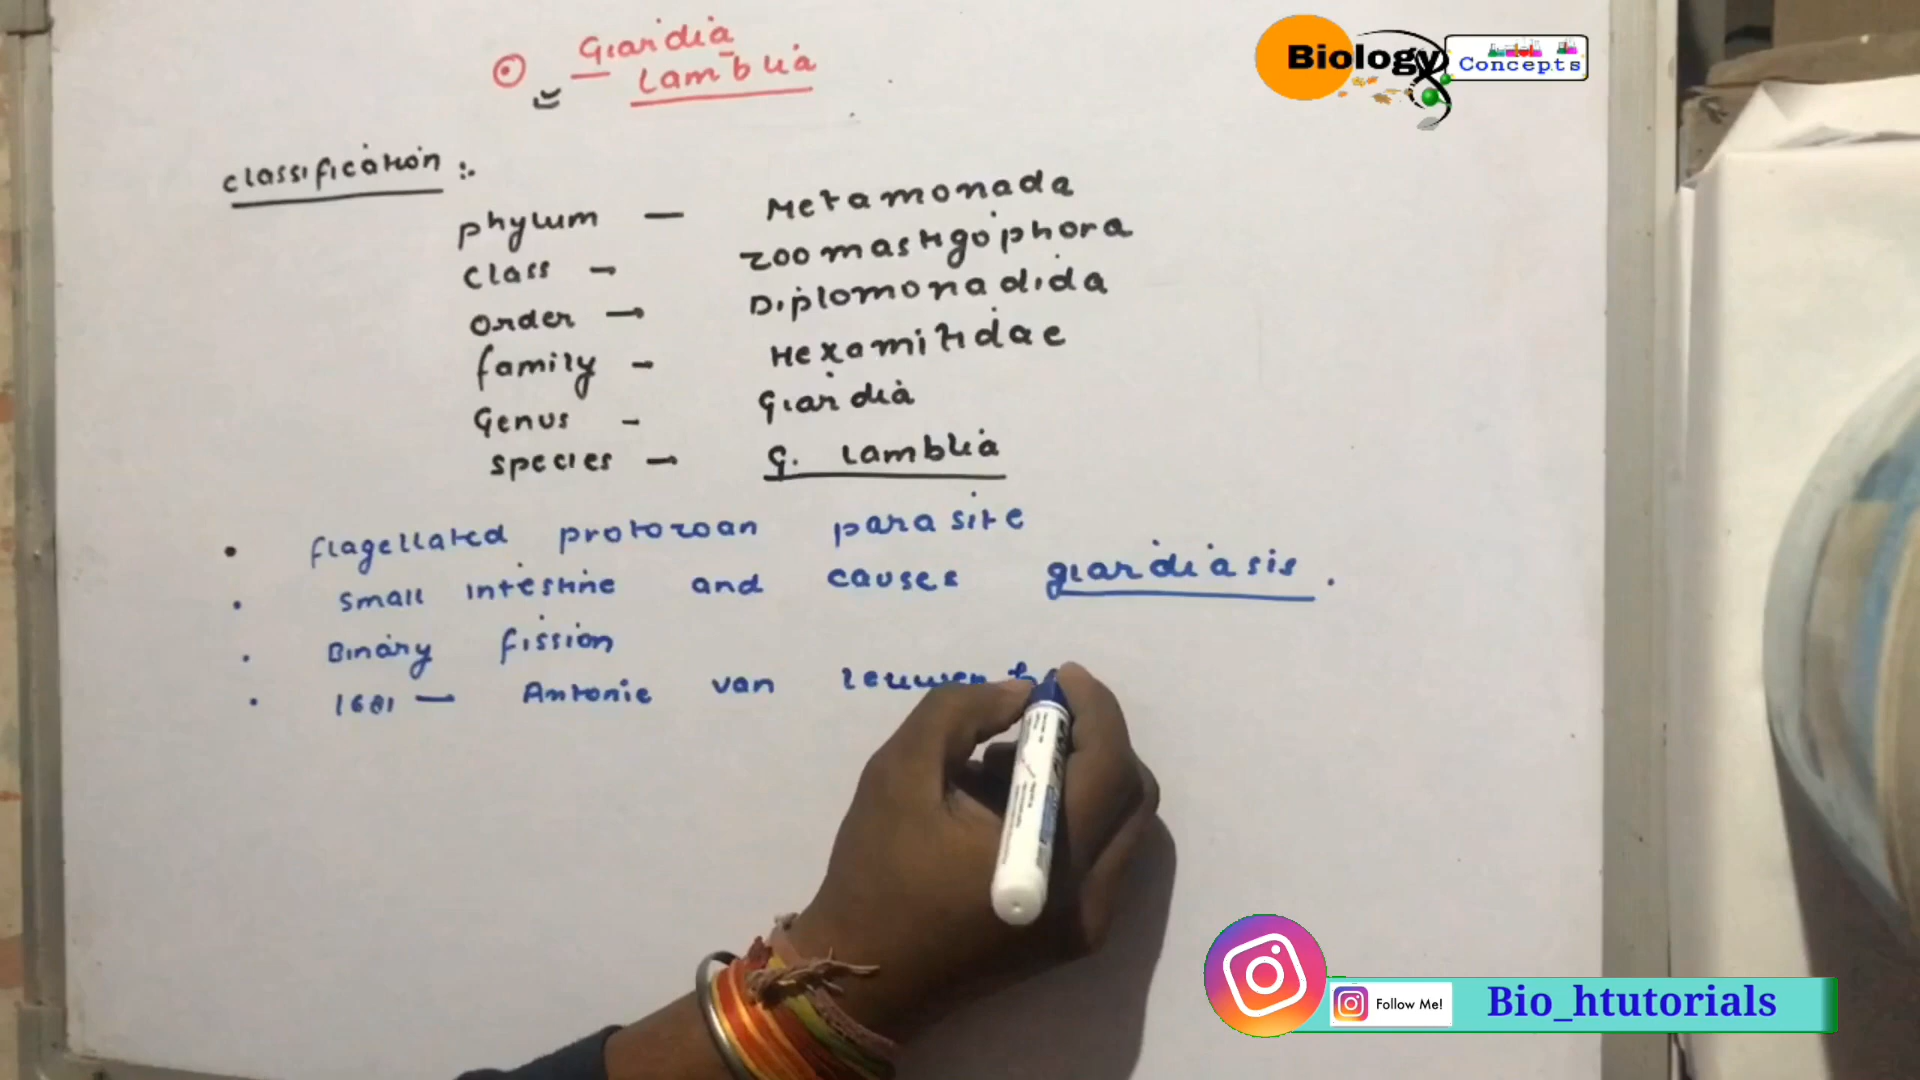 Giardia
Lamblia
Biology
Concepts
classification :.
phylum — Metamonada
class — zoomastigophora
order → Diplomonadida
family — Hexamitidae
Genus - Giardia
species → G. Lamblia
• flagellated protozoan parasite
• small intestine and causes giardiasis.
• Binary fission
• 1681 — Antonie van
Follow Me!
Bio_htutorials